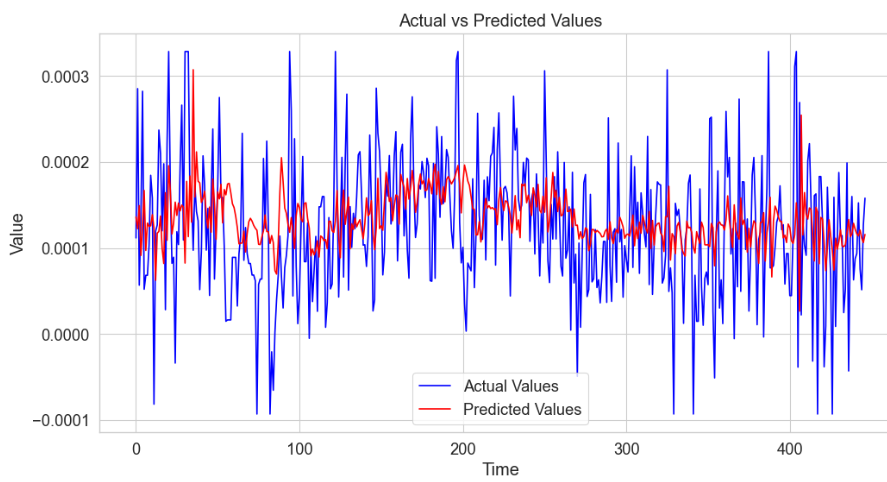 Actual vs Predicted Values
Value
0.0003
0.0002
0.0001
0.0000
−0.0001
Actual Values
Predicted Values
0
100
200
300
400
Time